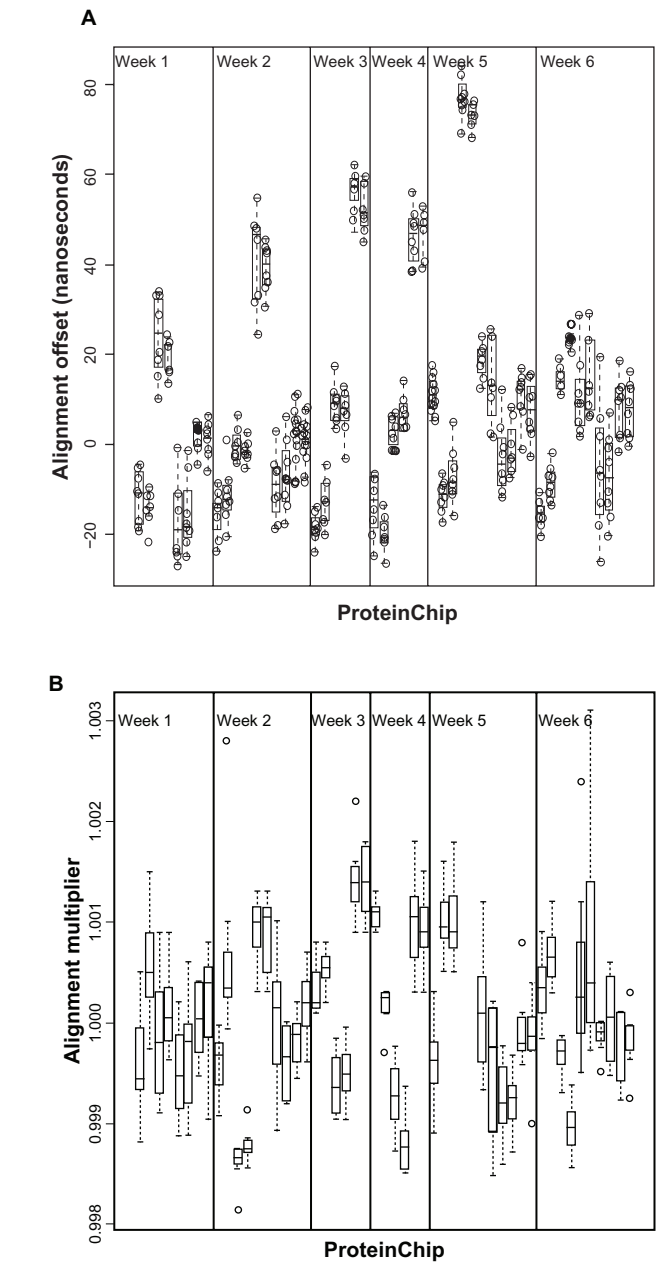 A
Week 1 Week 2 Week 3 Week 4 Week 5 Week 6
80
60
40
20
0
−20
Alignment offset (nanoseconds)
ProteinChip
B
Week 1 Week 2 Week 3 Week 4 Week 5 Week 6
1.003
1.002
1.001
1.000
0.999
0.998
Alignment multiplier
ProteinChip